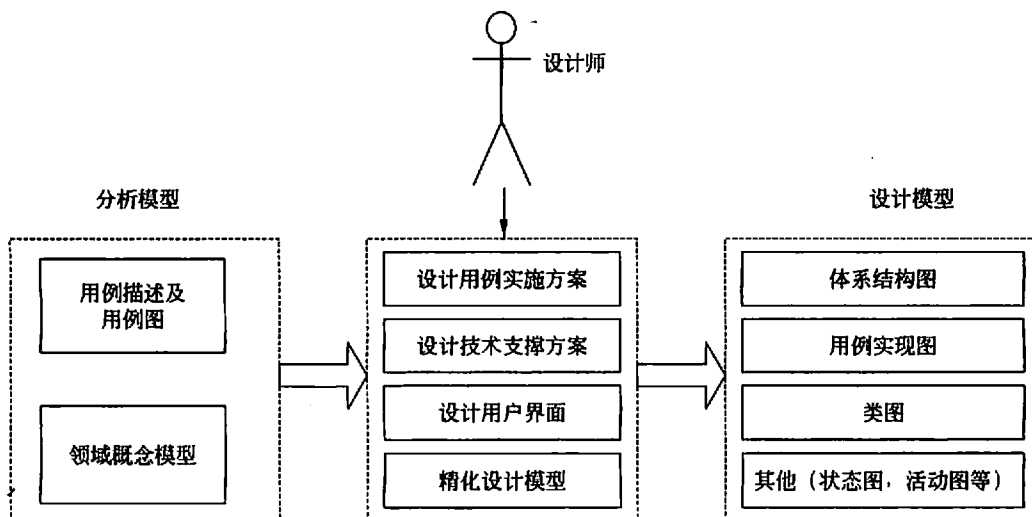 设计师
分析模型
用例描述及
用例图
领域概念模型
设计用例实施方案
设计技术支撑方案
设计用户界面
精化设计模型
设计模型
体系结构图
用例实现图
类图
其他（状态图，活动图等）